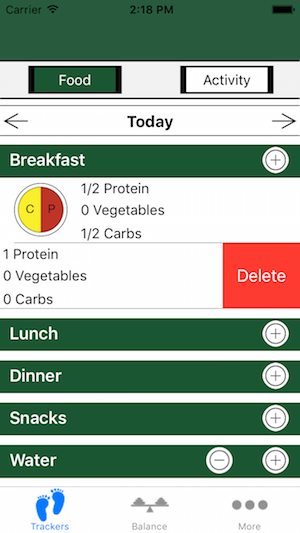 Carrier 2:18 PM
Food Activity
Today
Breakfast
C P
1/2 Protein
0 Vegetables
1/2 Carbs
1 Protein
0 Vegetables
0 Carbs
Delete
Lunch
Dinner
Snacks
Water
Trackers Balance More